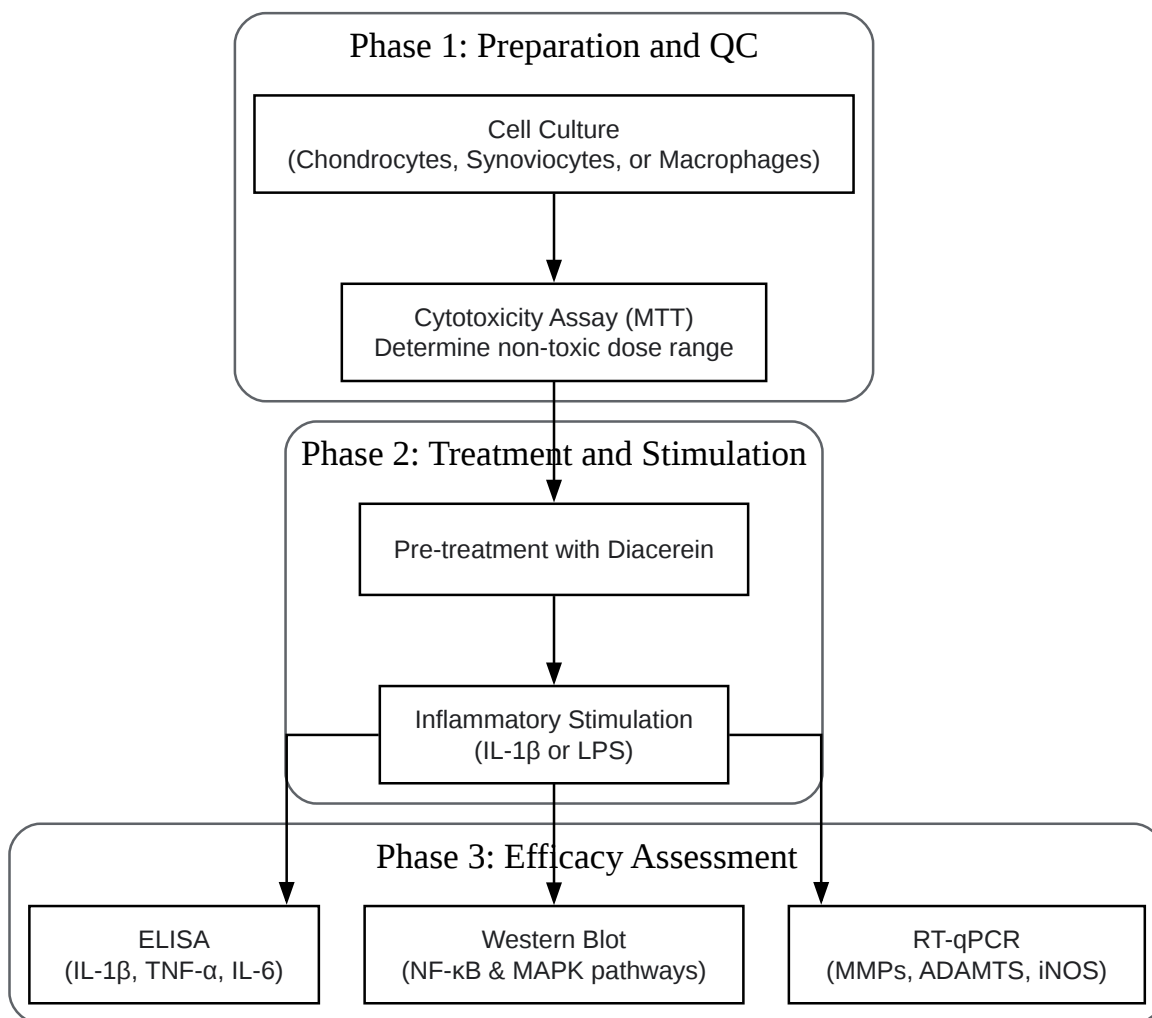 Phase 1: Preparation and QC
Cell Culture
(Chondrocytes, Synoviocytes, or Macrophages)
Cytotoxicity Assay (MTT)
Determine non-toxic dose range
Phase 2: Treatment and Stimulation
Pre-treatment with Diacerein
Inflammatory Stimulation
(IL-1β or LPS)
Phase 3: Efficacy Assessment
ELISA
(IL-1β, TNF-α, IL-6)
Western Blot
(NF-κB & MAPK pathways)
RT-qPCR
(MMPs, ADAMTS, iNOS)